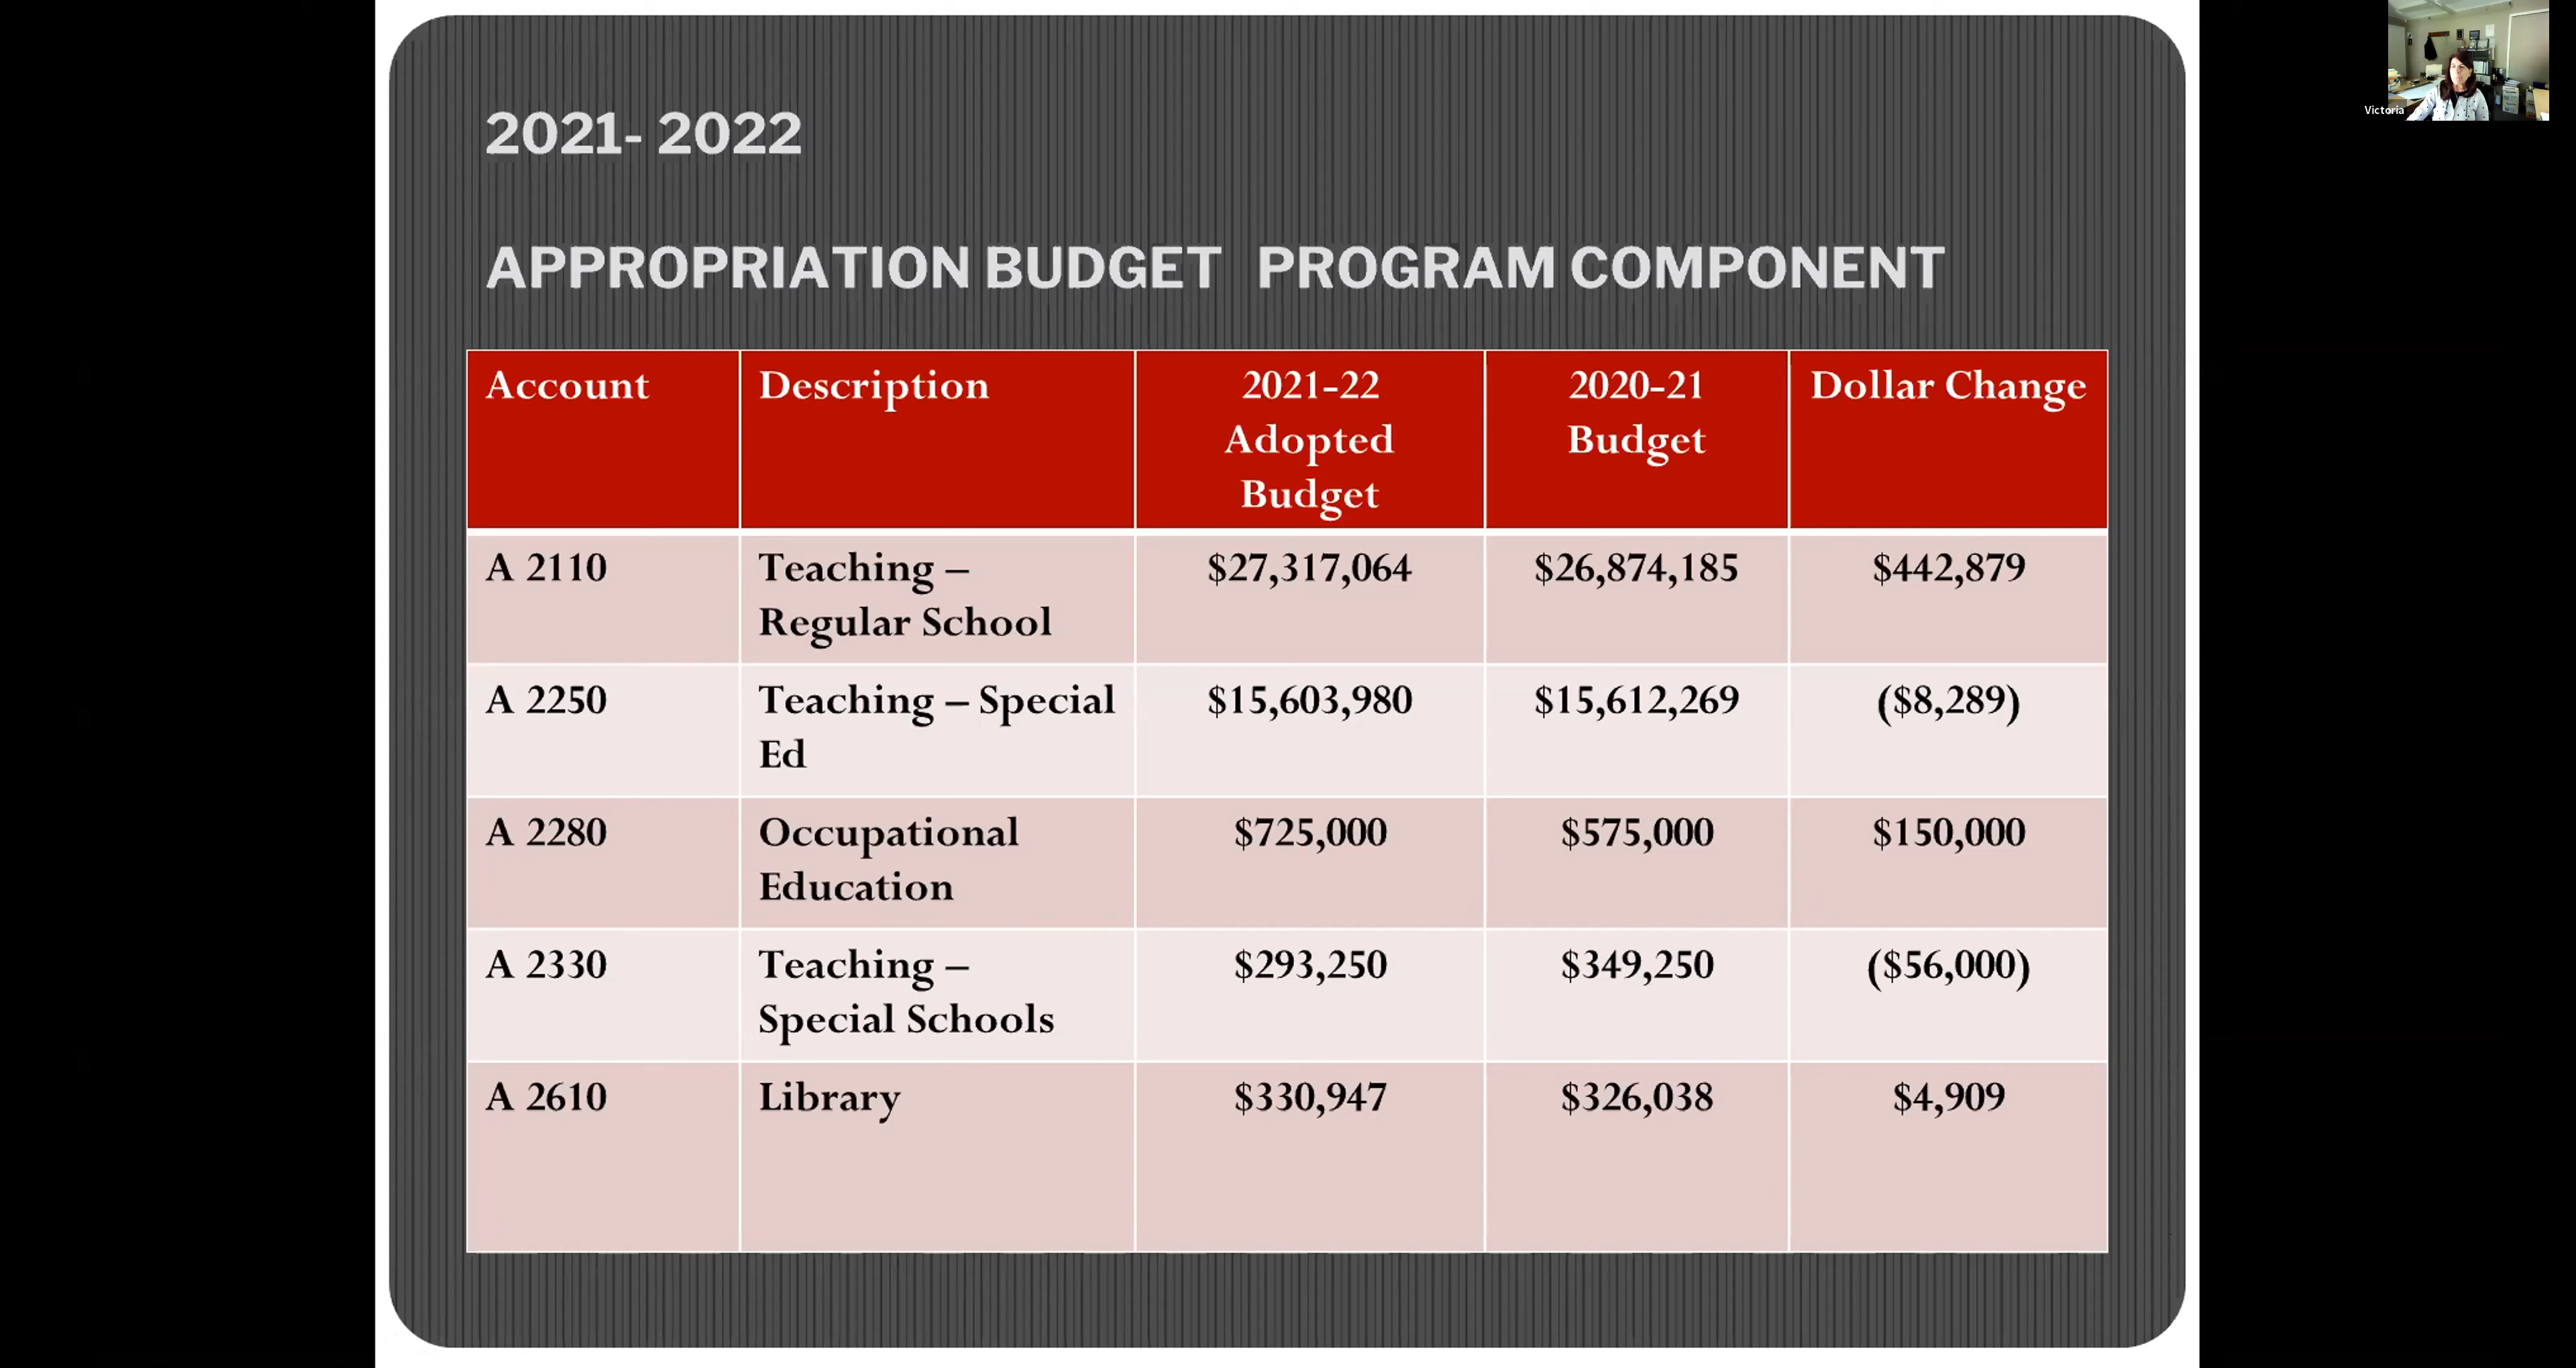 Victoria
2021- 2022
APPROPRIATION BUDGET PROGRAM COMPONENT
Account Description 2021-22 2020-21 Dollar Change
Adopted Budget
Budget
A 2110 Teaching – $27,317,064 $26,874,185 $442,879
Regular School
A 2250 Teaching – Special $15,603,980 $15,612,269 ($8,289)
Ed
A 2280 Occupational $725,000 $575,000 $150,000
Education
A 2330 Teaching – $293,250 $349,250 ($56,000)
Special Schools
A 2610 Library $330,947 $326,038 $4,909